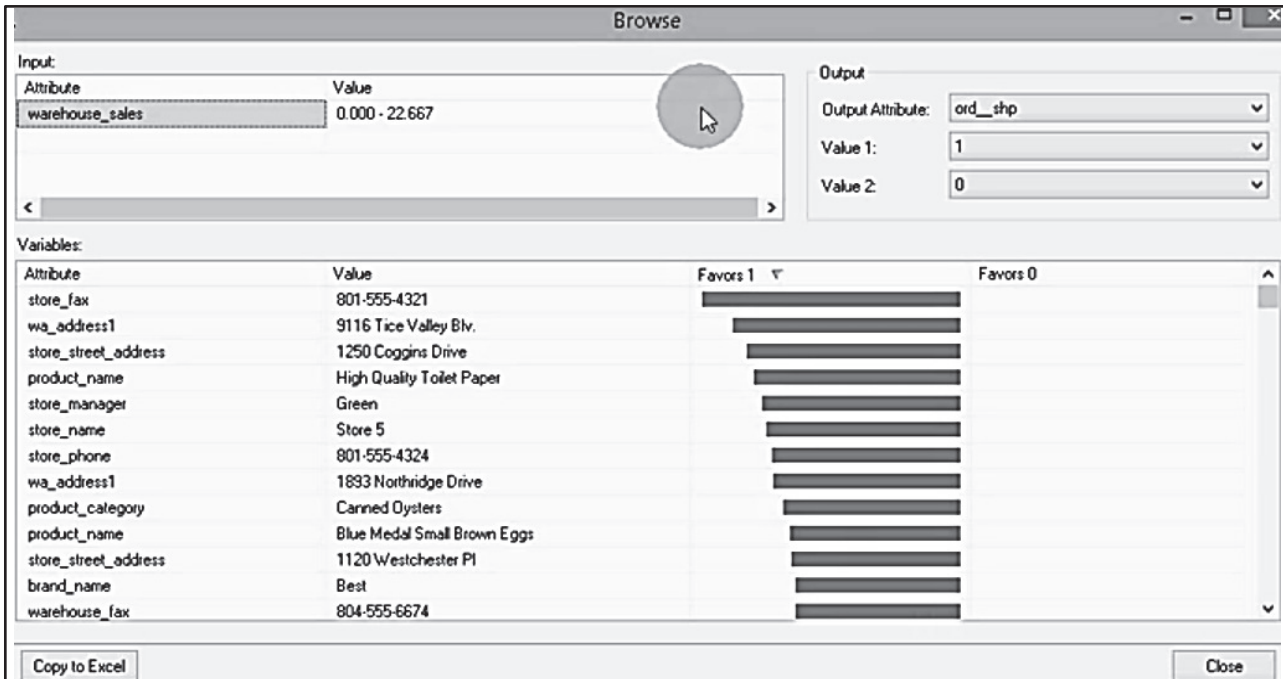 Browse
Input:
Attribute Value
warehouse_sales 0.000 - 22.667
Output
Output Attribute: ord__shp
Value 1: 1
Value 2: 0
Variables:
Attribute Value Favors 1 Favors 0
store_fax 801-555-4321
wa_address1 9116 Tice Valley Blv.
store_street_address 1250 Coggins Drive
product_name High Quality Toilet Paper
store_manager Green
store_name Store 5
store_phone 801-555-4324
wa_address1 1893 Northridge Drive
product_category Canned Oysters
product_name Blue Medal Small Brown Eggs
store_street_address 1120 Westchester Pl
brand_name Best
warehouse_fax 804-555-6674
Copy to Excel
Close